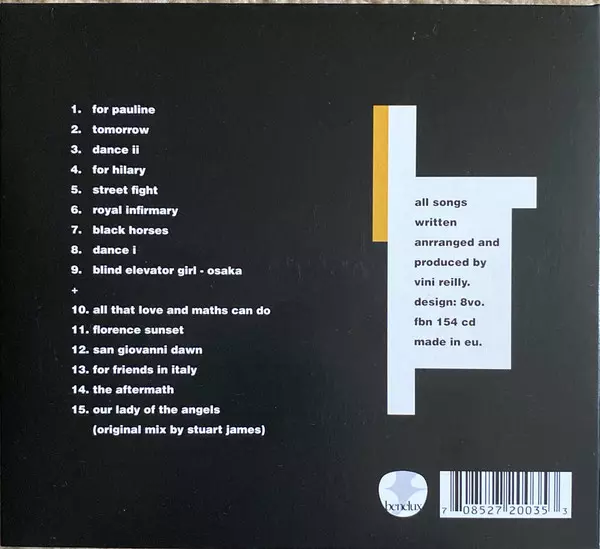 1. for pauline
2. tomorrow
3. dance ii
4. for hilary
5. street fight
6. royal infirmary
7. black horses
8. dance i
9. blind elevator girl - osaka
+
10. all that love and maths can do
11. florence sunset
12. san giovanni dawn
13. for friends in italy
14. the aftermath
15. our lady of the angels
(original mix by stuart james)
all songs
written
anrranged and
produced by
vini reilly.
design: 8vo.
fbn 154 cd
made in eu.
benelux
7 08527 20035 3